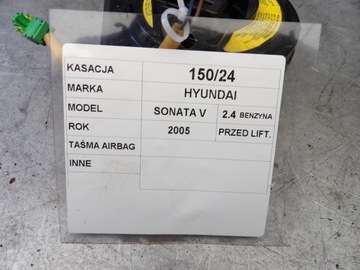 KASACJA 150/24
MARKA HYUNDAI
MODEL SONATA V 2.4 BENZYNA
ROK 2005 PRZED LIFT.
TAŚMA AIRBAG
INNE